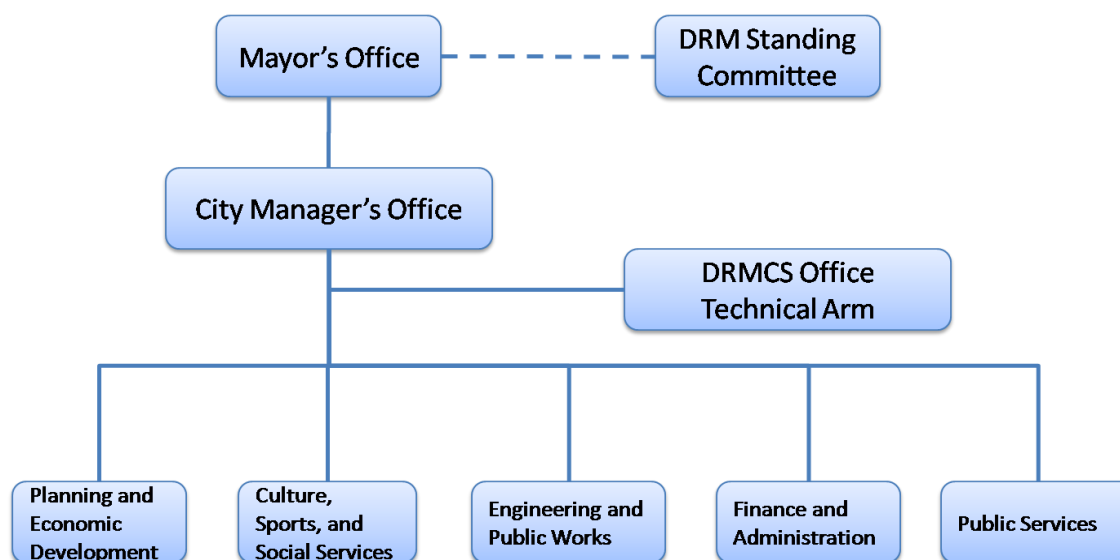 Mayor's Office
DRM Standing
Committee
City Manager's Office
DRMCS Office
Technical Arm
Planning and
Economic
Development
Culture,
Sports, and
Social Services
Engineering and
Public Works
Finance and
Administration
Public Services